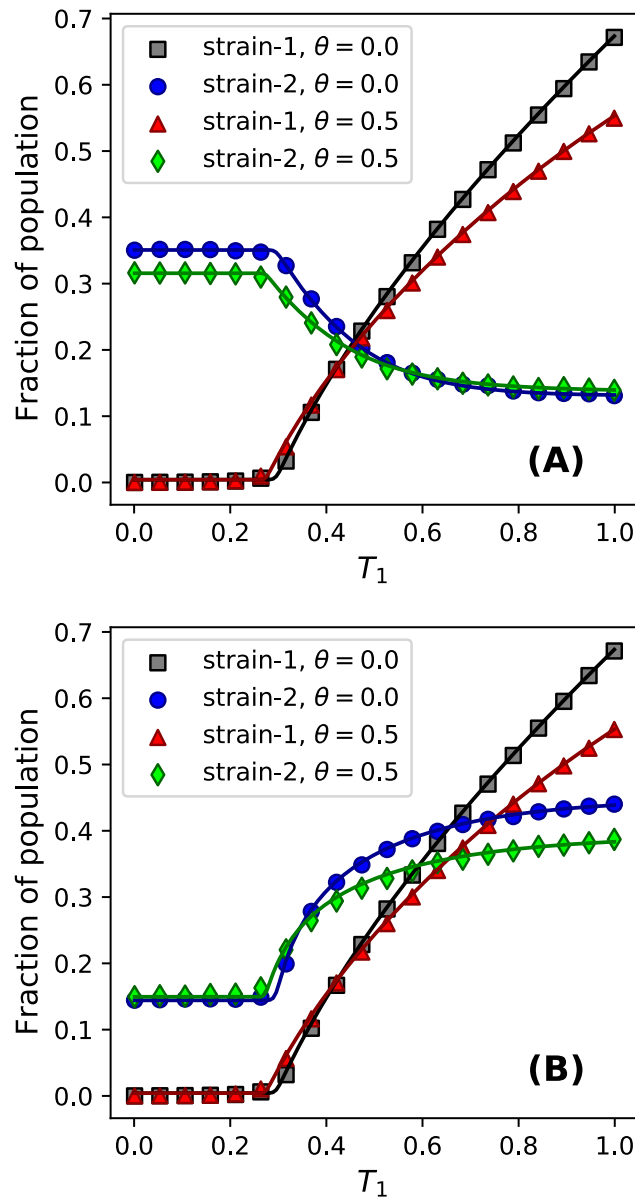 0.7
0.6
0.5
0.4
0.3
0.2
0.1
0.0
Fraction of population
strain-1, θ = 0.0
strain-2, θ = 0.0
strain-1, θ = 0.5
strain-2, θ = 0.5
(A)
0.0 0.2 0.4 0.6 0.8 1.0
T₁
0.7
0.6
0.5
0.4
0.3
0.2
0.1
0.0
Fraction of population
strain-1, θ = 0.0
strain-2, θ = 0.0
strain-1, θ = 0.5
strain-2, θ = 0.5
(B)
0.0 0.2 0.4 0.6 0.8 1.0
T₁